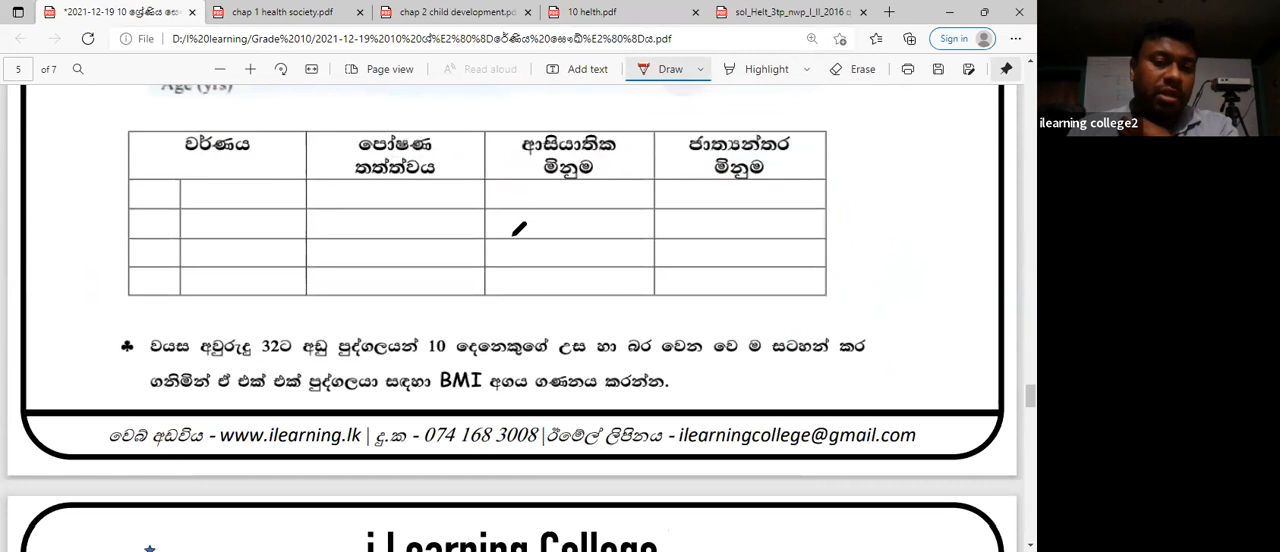 *2021-12-19 10 ශ්‍රේණිය සෞ
chap 1 health society.pdf
chap 2 child development.pd
10 helth.pdf
sol_Helt_3tp_nwp_I_II_2016 q
File
D:/I%20learning/Grade%2010/2021-12-19%2010%20ශ්%E2%80%8Dරේණිය%20සෞඛ්%E2%80%8Dය.pdf
Sign in
5 of 7
Page view
Read aloud
Add text
Draw
Highlight
Erase
ilearning college2
Age (yrs)
වර්ණය පෝෂණ තත්ත්වය ආසියාතික මිනුම ජාත්‍යන්තර මිනුම
♣ වයස අවුරුදු 32ට අඩු පුද්ගලයන් 10 දෙනෙකුගේ උස හා බර වෙන වෙ ම සටහන් කර
ගනිමින් ඒ එක් එක් පුද්ගලයා සඳහා BMI අගය ගණනය කරන්න.
වෙබ් අඩවිය - www.ilearning.lk | දු.ක - 074 168 3008|ඊමේල් ලිපිනය - ilearningcollege@gmail.com
i Learning College